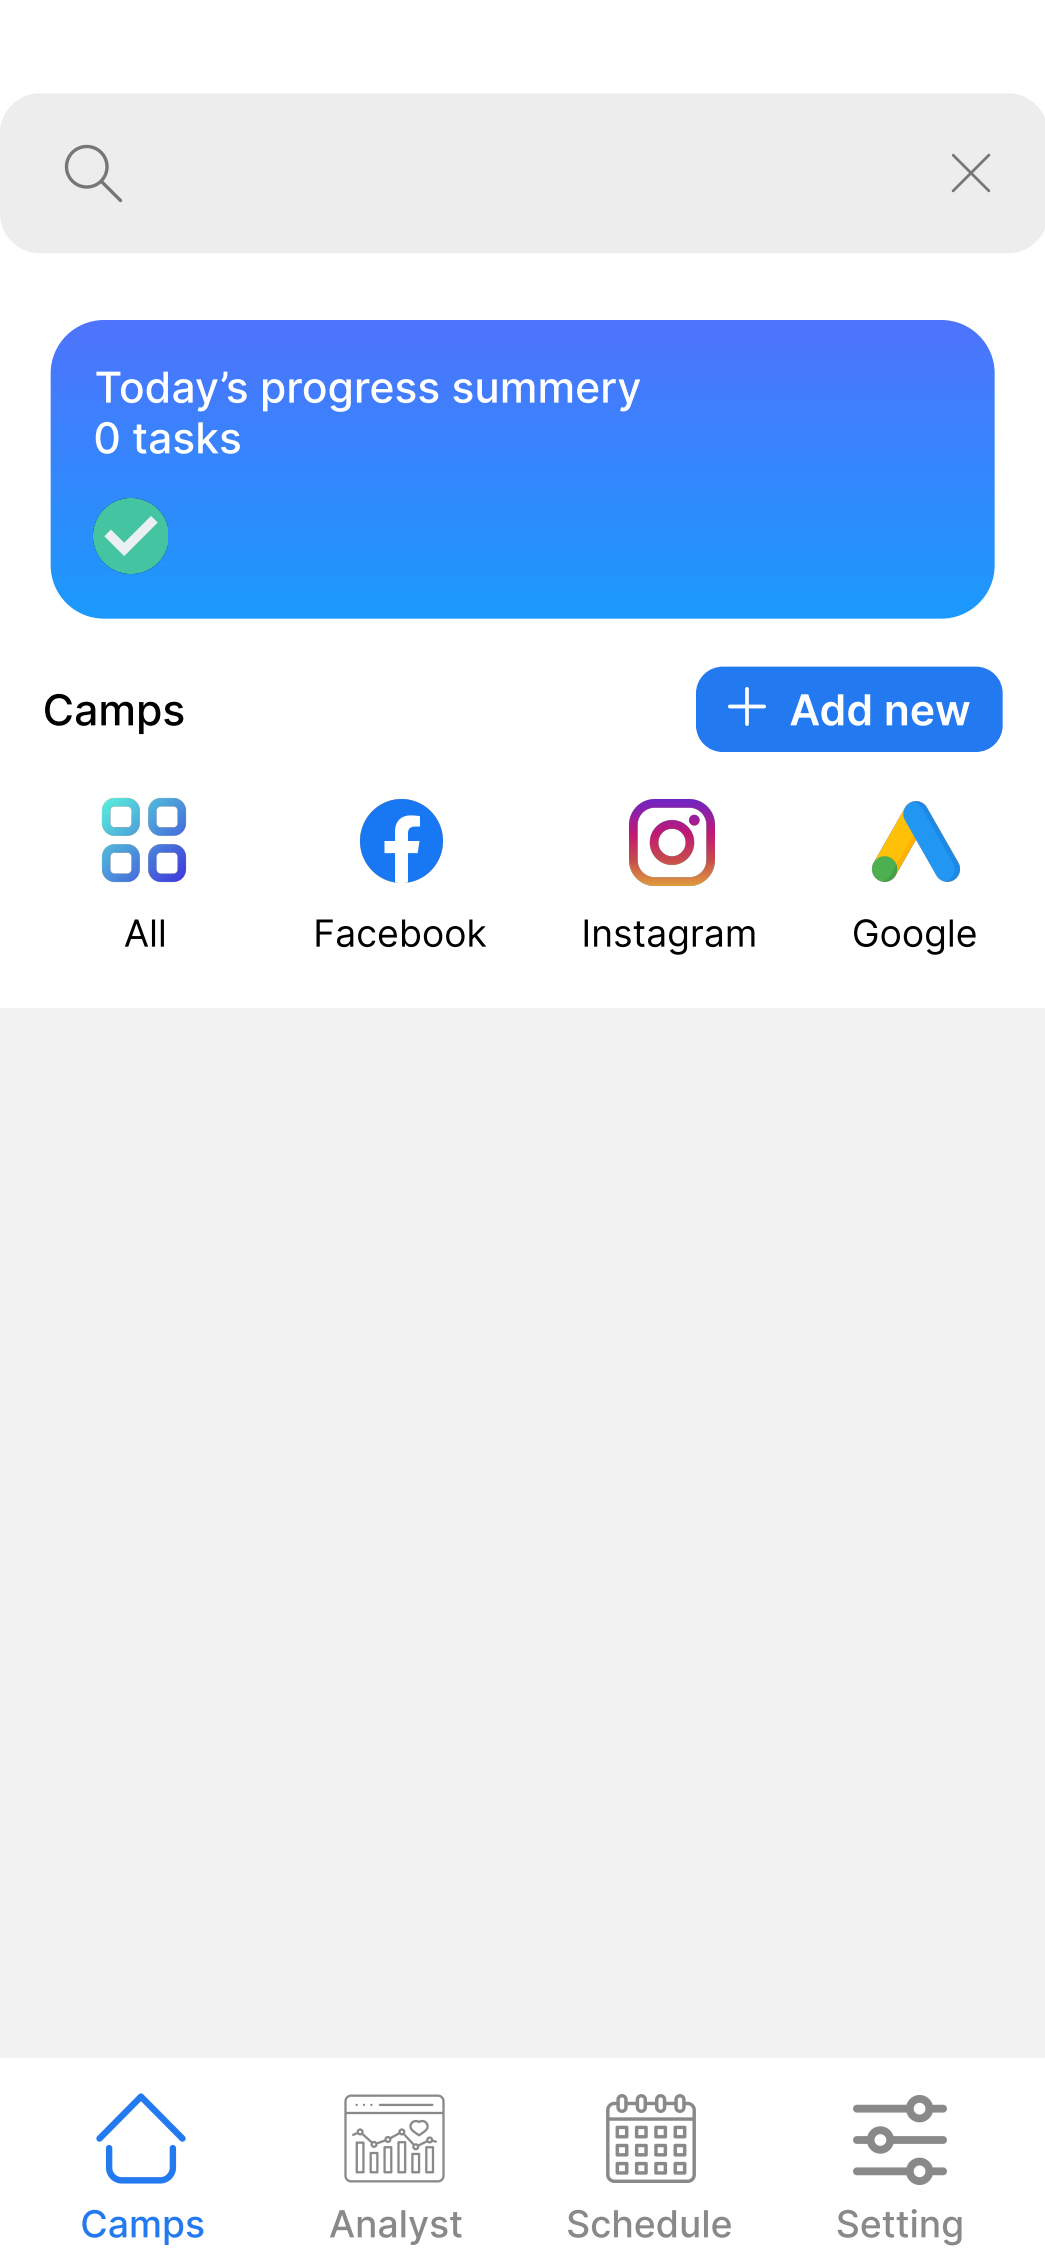 Today’s progress summery
0 tasks
Camps
Add new
All
Facebook
Instagram
Google
Camps
Analyst
Schedule
Setting